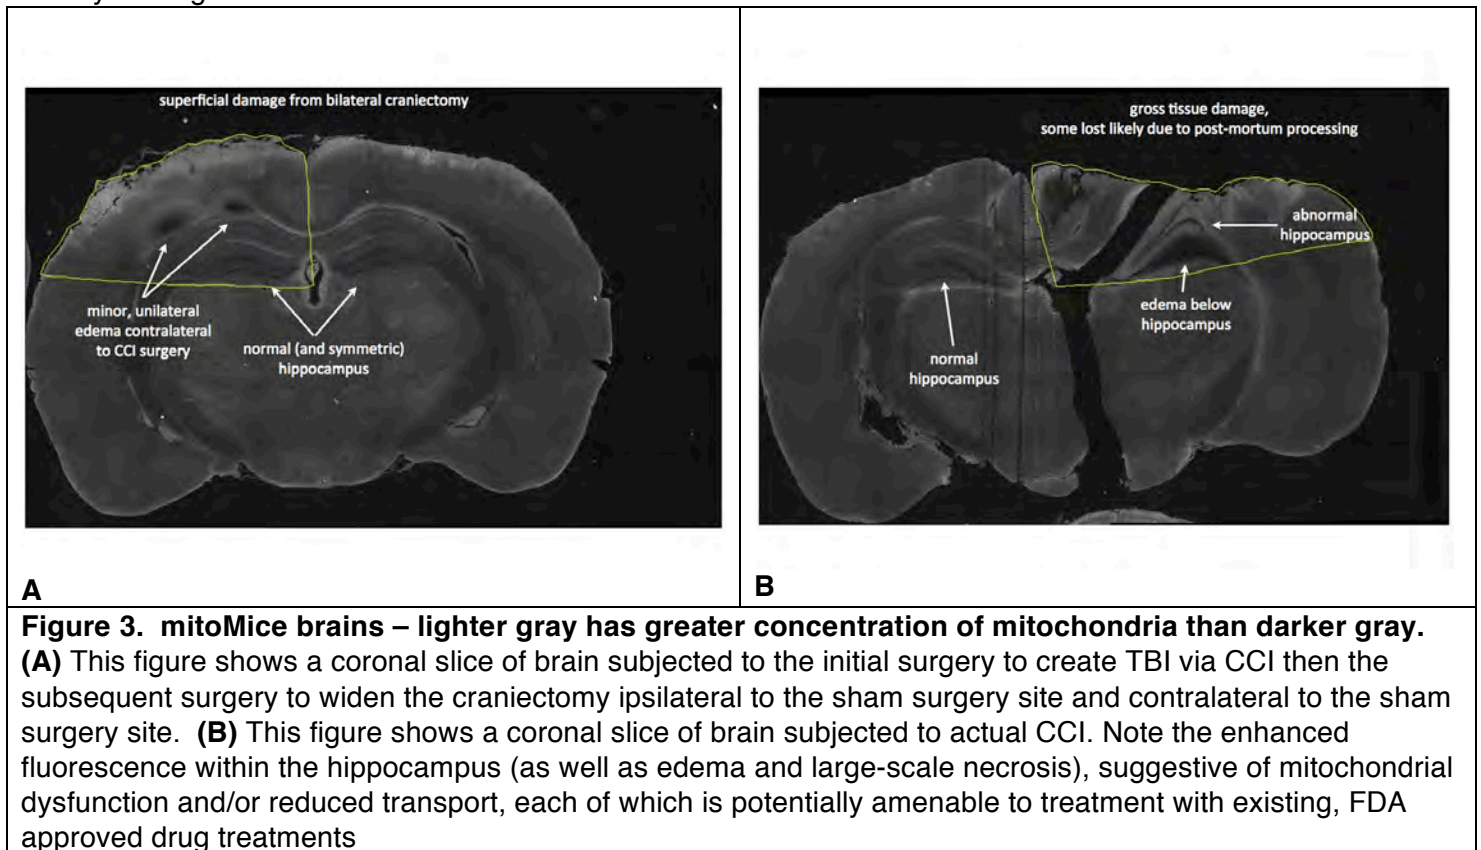 superficial damage from bilateral craniectomy
minor, unilateral
edema contralateral
to CCI surgery
normal (and symmetric)
hippocampus
A
gross tissue damage,
some lost likely due to post-mortum processing
abnormal
hippocampus
edema below
hippocampus
normal
hippocampus
B
Figure 3. mitoMice brains – lighter gray has greater concentration of mitochondria than darker gray.
(A) This figure shows a coronal slice of brain subjected to the initial surgery to create TBI via CCI then the
subsequent surgery to widen the craniectomy ipsilateral to the sham surgery site and contralateral to the sham
surgery site. (B) This figure shows a coronal slice of brain subjected to actual CCI. Note the enhanced
fluorescence within the hippocampus (as well as edema and large-scale necrosis), suggestive of mitochondrial
dysfunction and/or reduced transport, each of which is potentially amenable to treatment with existing, FDA
approved drug treatments